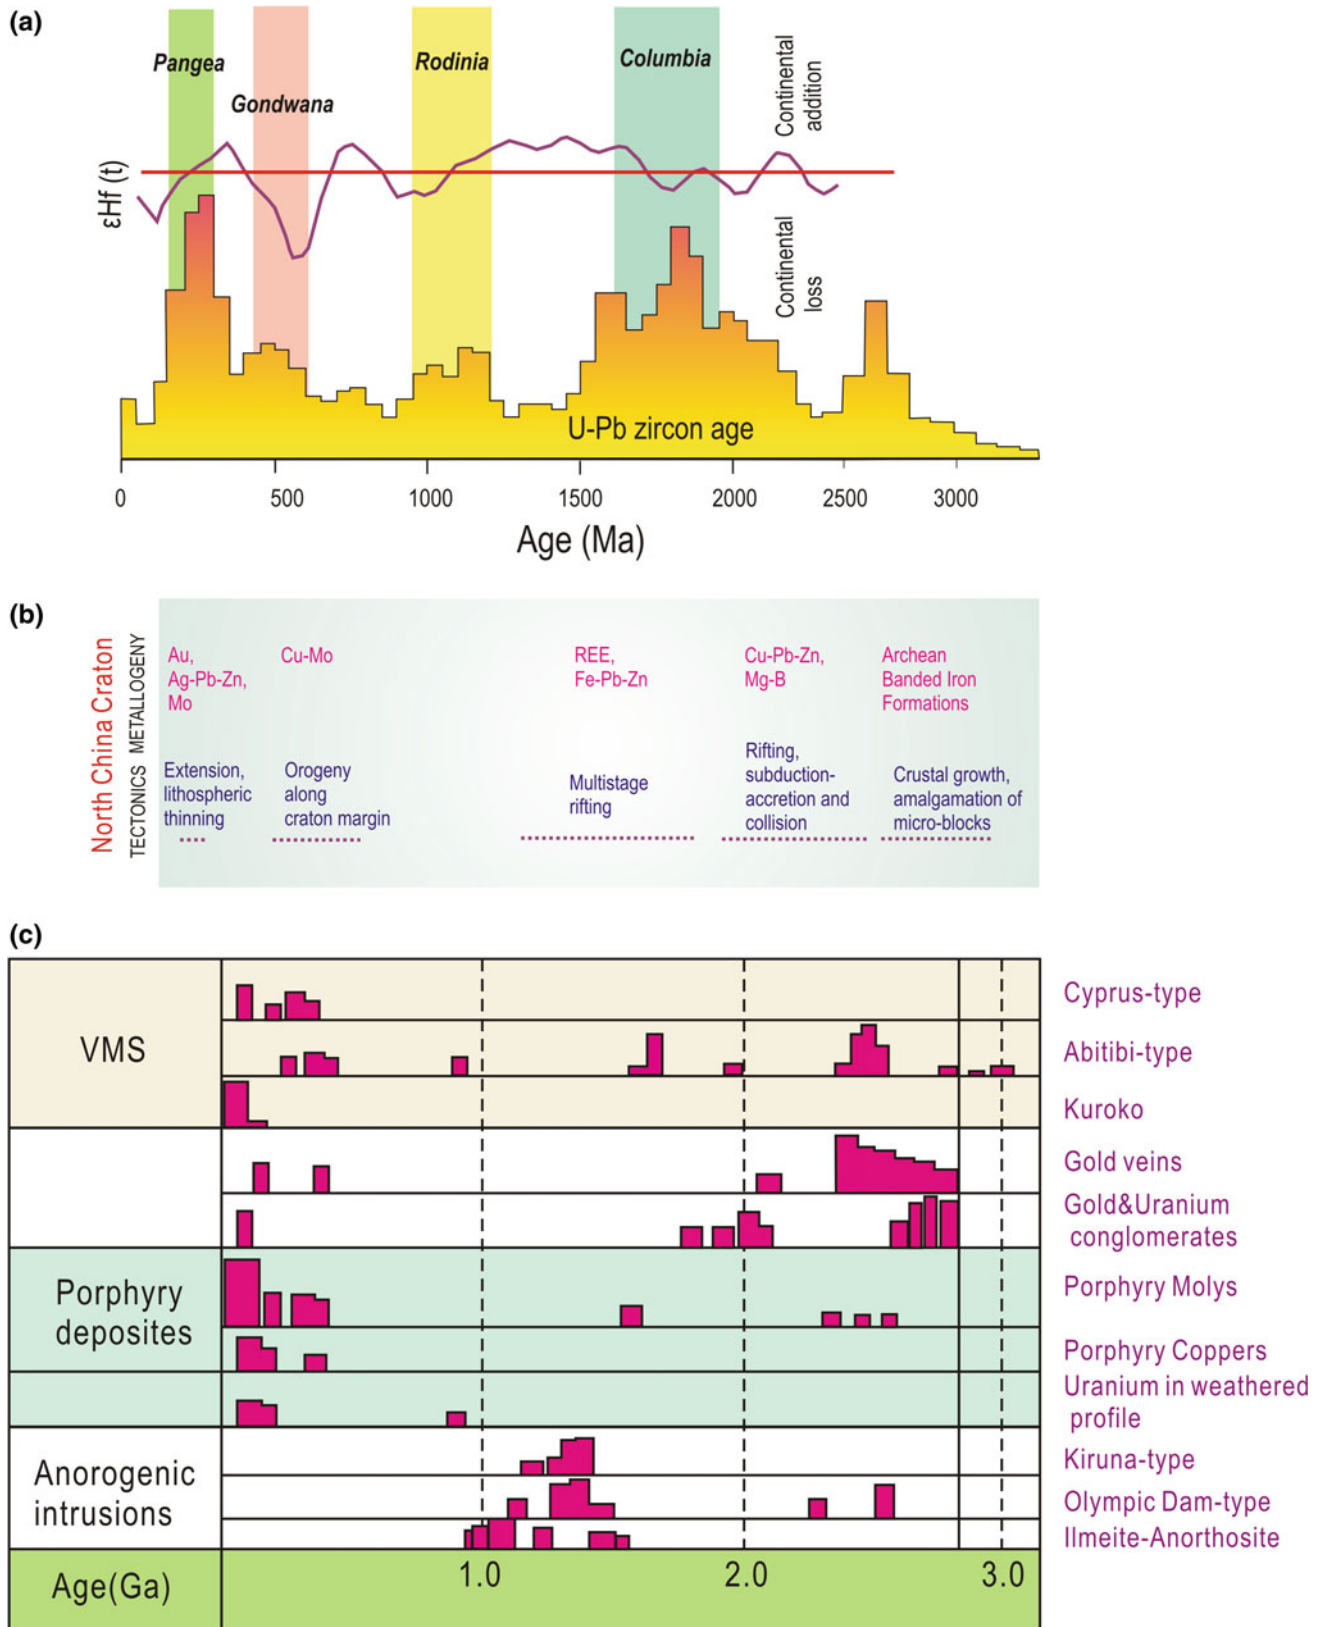 (a)
Pangea
Gondwana
Rodinia
Columbia
Continental
addition
εHf (t)
Continental
loss
U-Pb zircon age
0
500
1000
1500
2000
2500
3000
Age (Ma)
(b)
North China Craton
TECTONICS METALLOGENY
Au,
Ag-Pb-Zn,
Mo
Cu-Mo
REE,
Fe-Pb-Zn
Cu-Pb-Zn,
Mg-B
Archean
Banded Iron
Formations
Extension,
lithospheric
thinning
Orogeny
along
craton margin
Multistage
rifting
Rifting,
subduction-
accretion and
collision
Crustal growth,
amalgamation of
micro-blocks
(c)
VMS
Cyprus-type
Abitibi-type
Kuroko
Gold veins
Gold&Uranium
conglomerates
Porphyry
deposites
Porphyry Molys
Porphyry Coppers
Uranium in weathered
profile
Anorogenic
intrusions
Kiruna-type
Olympic Dam-type
Ilmeite-Anorthosite
Age(Ga)
1.0
2.0
3.0